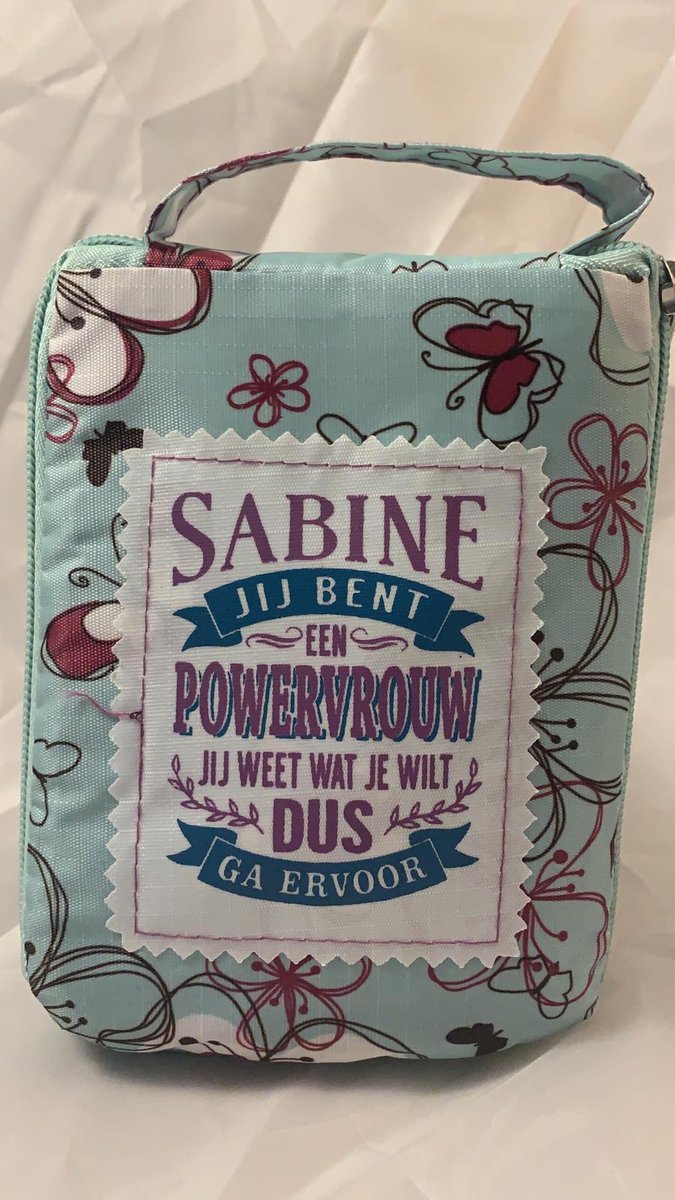 SABINE
JIJ BENT
EEN
POWERVROUW
JIJ WEET WAT JE WILT
DUS
GA ERVOOR